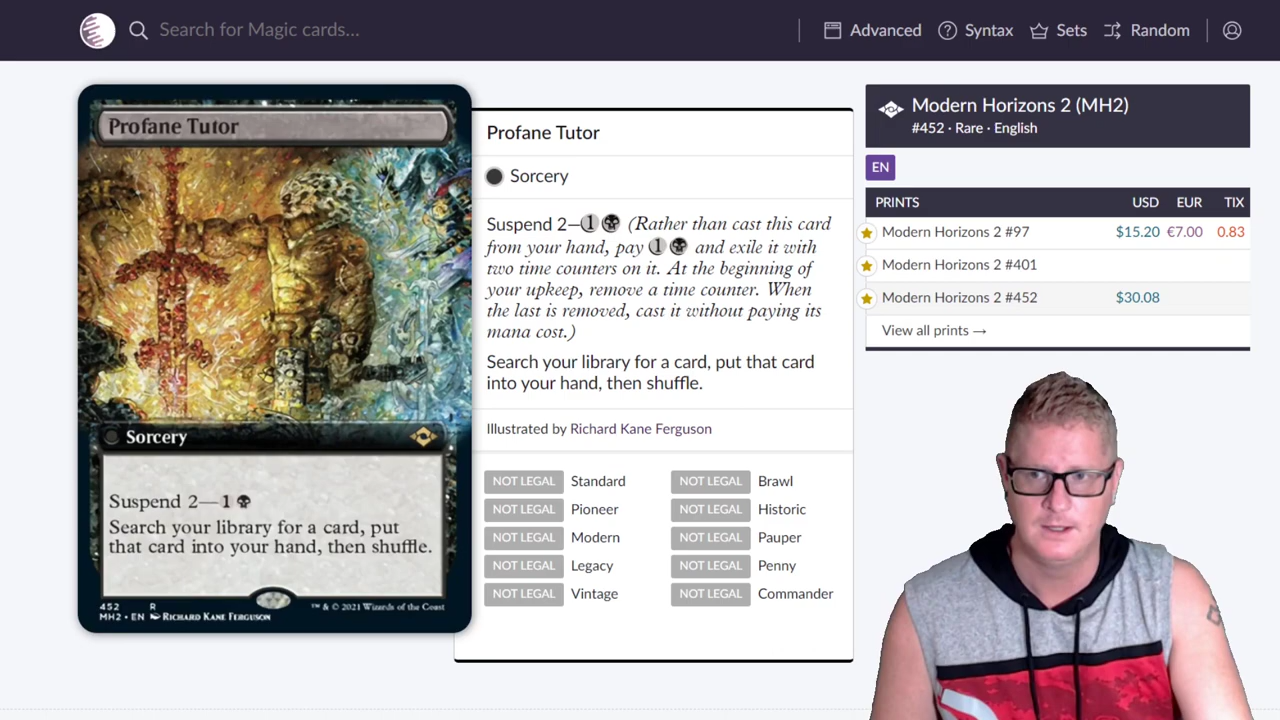 Search for Magic cards...
Advanced
Syntax
Sets
Random
Profane Tutor
Sorcery
Suspend 2—1
Search your library for a card, put
that card into your hand, then shuffle.
452 R
MH2 • EN RICHARD KANE FERGUSON
™ & © 2021 Wizards of the Coast
Profane Tutor
Sorcery
Suspend 2—1 (Rather than cast this card
from your hand, pay 1 and exile it with
two time counters on it. At the beginning of
your upkeep, remove a time counter. When
the last is removed, cast it without paying its
mana cost.)
Search your library for a card, put that card
into your hand, then shuffle.
Illustrated by Richard Kane Ferguson
NOT LEGAL Standard NOT LEGAL Brawl
NOT LEGAL Pioneer NOT LEGAL Historic
NOT LEGAL Modern NOT LEGAL Pauper
NOT LEGAL Legacy NOT LEGAL Penny
NOT LEGAL Vintage NOT LEGAL Commander
Modern Horizons 2 (MH2)
#452 · Rare · English
EN
PRINTS USD EUR TIX
Modern Horizons 2 #97 $15.20 €7.00 0.83
Modern Horizons 2 #401
Modern Horizons 2 #452 $30.08
View all prints →